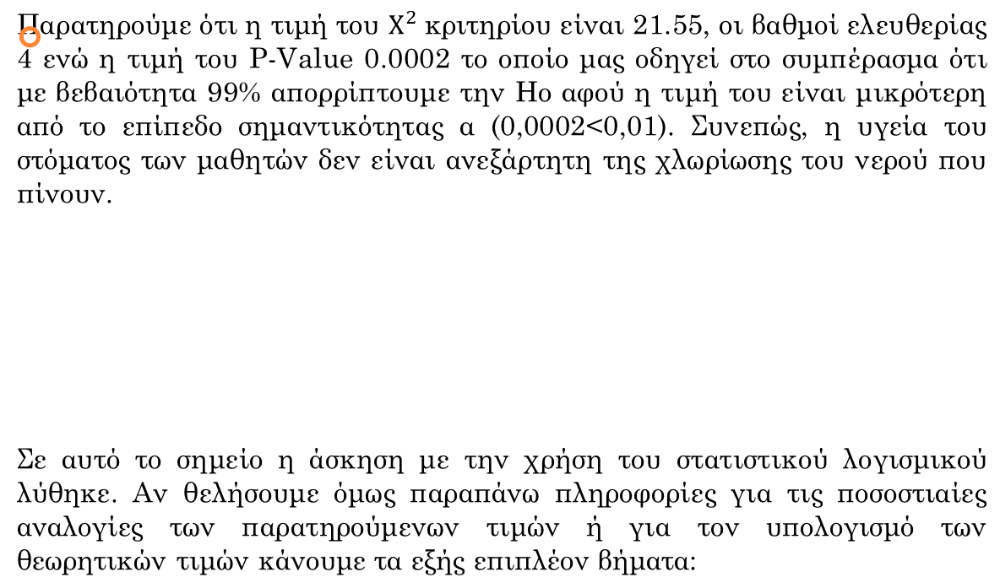 Παρατηρούμε ότι η τιμή του X² κριτηρίου είναι 21.55, οι βαθμοί ελευθερίας
4 ενώ η τιμή του P-Value 0.0002 το οποίο μας οδηγεί στο συμπέρασμα ότι
με βεβαιότητα 99% απορρίπτουμε την Ηο αφού η τιμή του είναι μικρότερη
από το επίπεδο σημαντικότητας α (0,0002<0,01). Συνεπώς, η υγεία του
στόματος των μαθητών δεν είναι ανεξάρτητη της χλωρίωσης του νερού που
πίνουν.
Σε αυτό το σημείο η άσκηση με την χρήση του στατιστικού λογισμικού
λύθηκε. Αν θελήσουμε όμως παραπάνω πληροφορίες για τις ποσοστιαίες
αναλογίες των παρατηρούμενων τιμών ή για τον υπολογισμό των
θεωρητικών τιμών κάνουμε τα εξής επιπλέον βήματα: